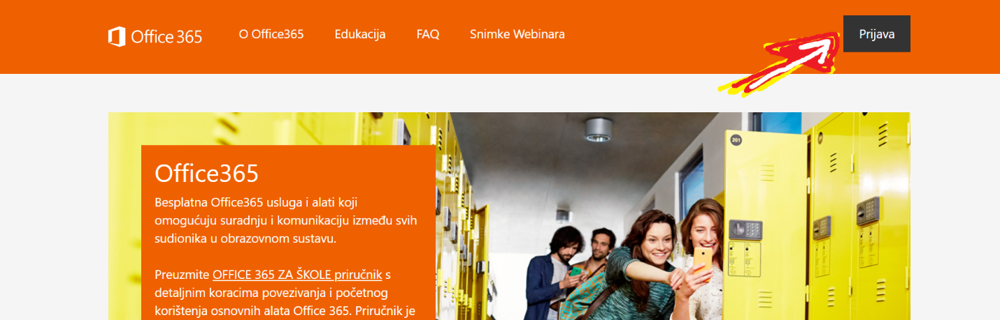 Office 365 O Office365 Edukacija FAQ Snimke Webinara Prijava
Office365
Besplatna Office365 usluga i alati koji
omogućuju suradnju i komunikaciju između svih
sudionika u obrazovnom sustavu.
Preuzmite OFFICE 365 ZA ŠKOLE priručnik s
detaljnim koracima povezivanja i početnog
korištenja osnovnih alata Office 365. Priručnik je
201